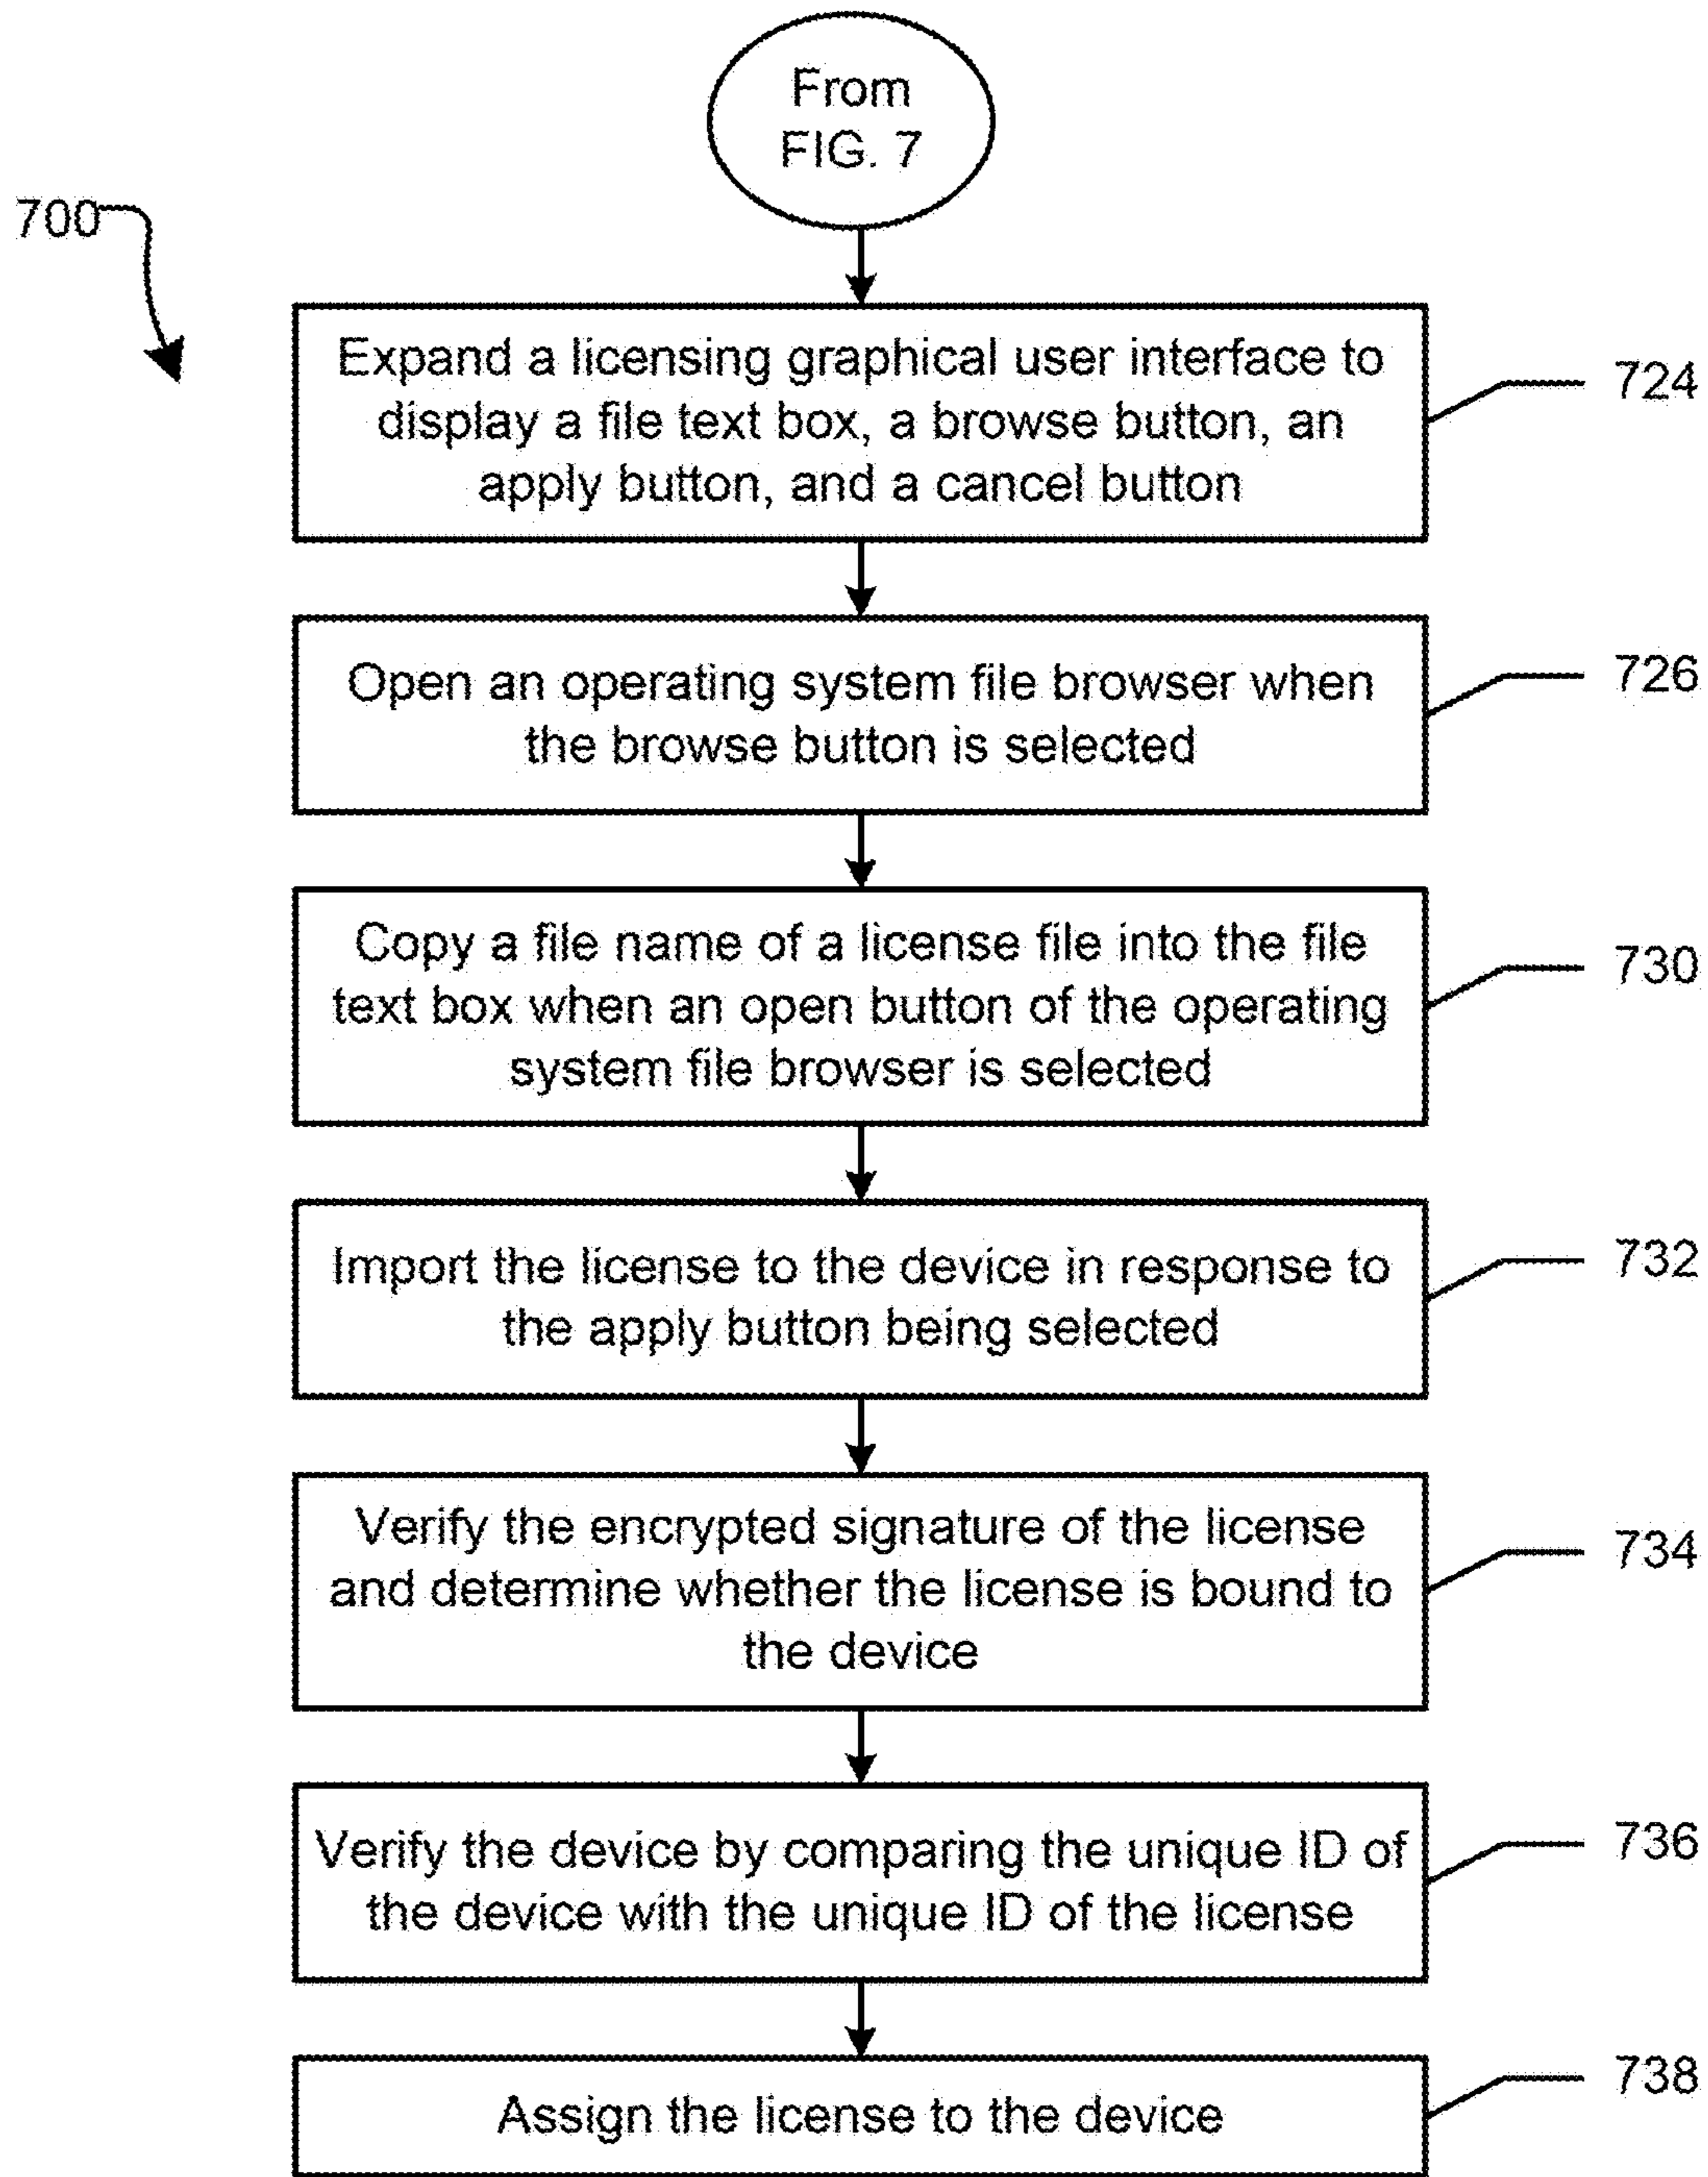 From
FIG. 7
700
Expand a licensing graphical user interface to
display a file text box, a browse button, an
apply button, and a cancel button
724
Open an operating system file browser when
the browse button is selected
726
Copy a file name of a license file into the file
text box when an open button of the operating
system file browser is selected
730
Import the license to the device in response to
the apply button being selected
732
Verify the encrypted signature of the license
and determine whether the license is bound to
the device
734
Verify the device by comparing the unique ID of
the device with the unique ID of the license
736
Assign the license to the device
738